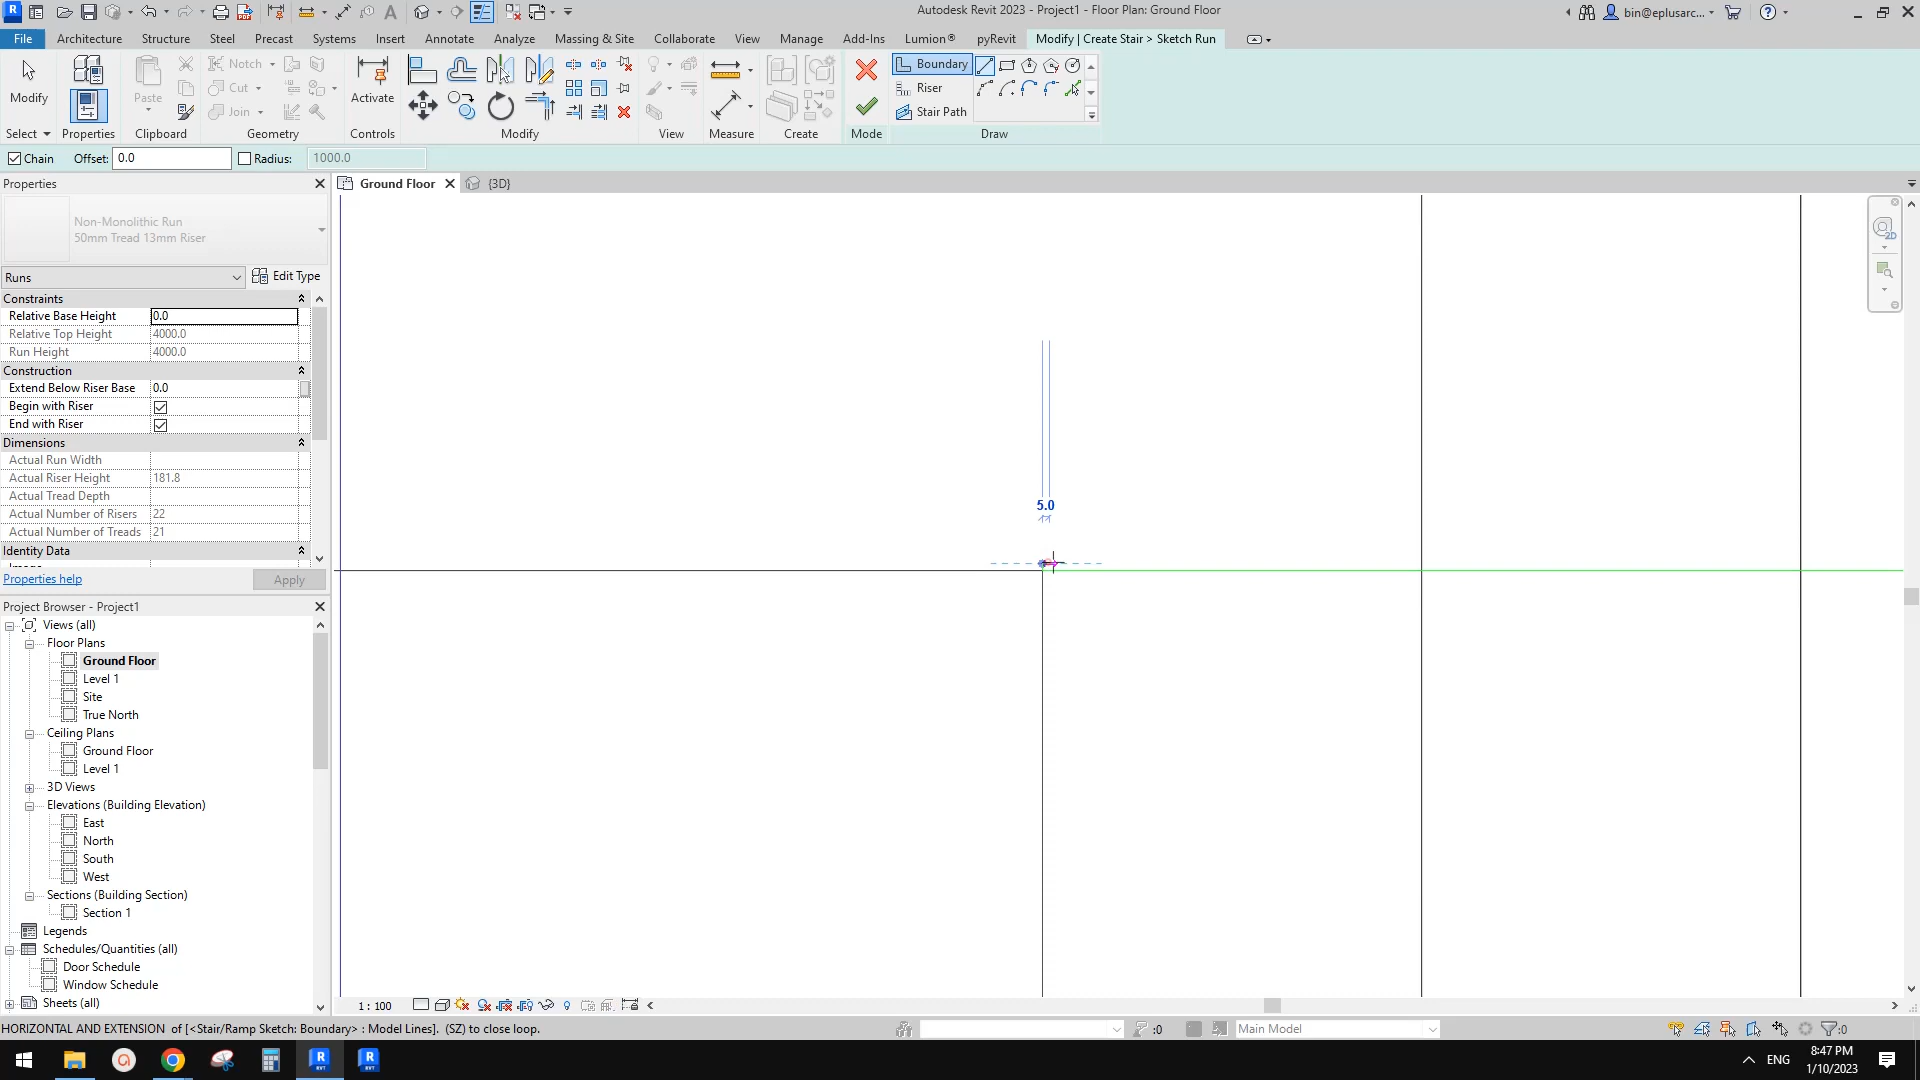 Autodesk Revit 2023 - Project1 - Floor Plan: Ground Floor
bin@eplusarc...
File
Architecture
Structure
Steel
Precast
Systems
Insert
Annotate
Analyze
Massing & Site
Collaborate
View
Manage
Add-Ins
Lumion®
pyRevit
Modify | Create Stair > Sketch Run
Modify
Paste
Notch
Cut
Join
Activate
Boundary
Riser
Stair Path
Select
Properties
Clipboard
Geometry
Controls
Modify
View
Measure
Create
Mode
Draw
Chain
Offset:
0.0
Radius:
1000.0
Properties
Ground Floor
{3D}
Non-Monolithic Run
50mm Tread 13mm Riser
Runs
Edit Type
Constraints
Relative Base Height 0.0
Relative Top Height 4000.0
Run Height 4000.0
Construction
Extend Below Riser Base 0.0
Begin with Riser
End with Riser
Dimensions
Actual Run Width
Actual Riser Height 181.8
Actual Tread Depth
Actual Number of Risers 22
Actual Number of Treads 21
Identity Data
Properties help
Apply
5.0
2D
Project Browser - Project1
Views (all)
Floor Plans
Ground Floor
Level 1
Site
True North
Ceiling Plans
Ground Floor
Level 1
3D Views
Elevations (Building Elevation)
East
North
South
West
Sections (Building Section)
Section 1
Legends
Schedules/Quantities (all)
Door Schedule
Window Schedule
Sheets (all)
1 : 100
HORIZONTAL AND EXTENSION of [<Stair/Ramp Sketch: Boundary> : Model Lines]. (SZ) to close loop.
:0
Main Model
:0
ENG
8:47 PM
1/10/2023